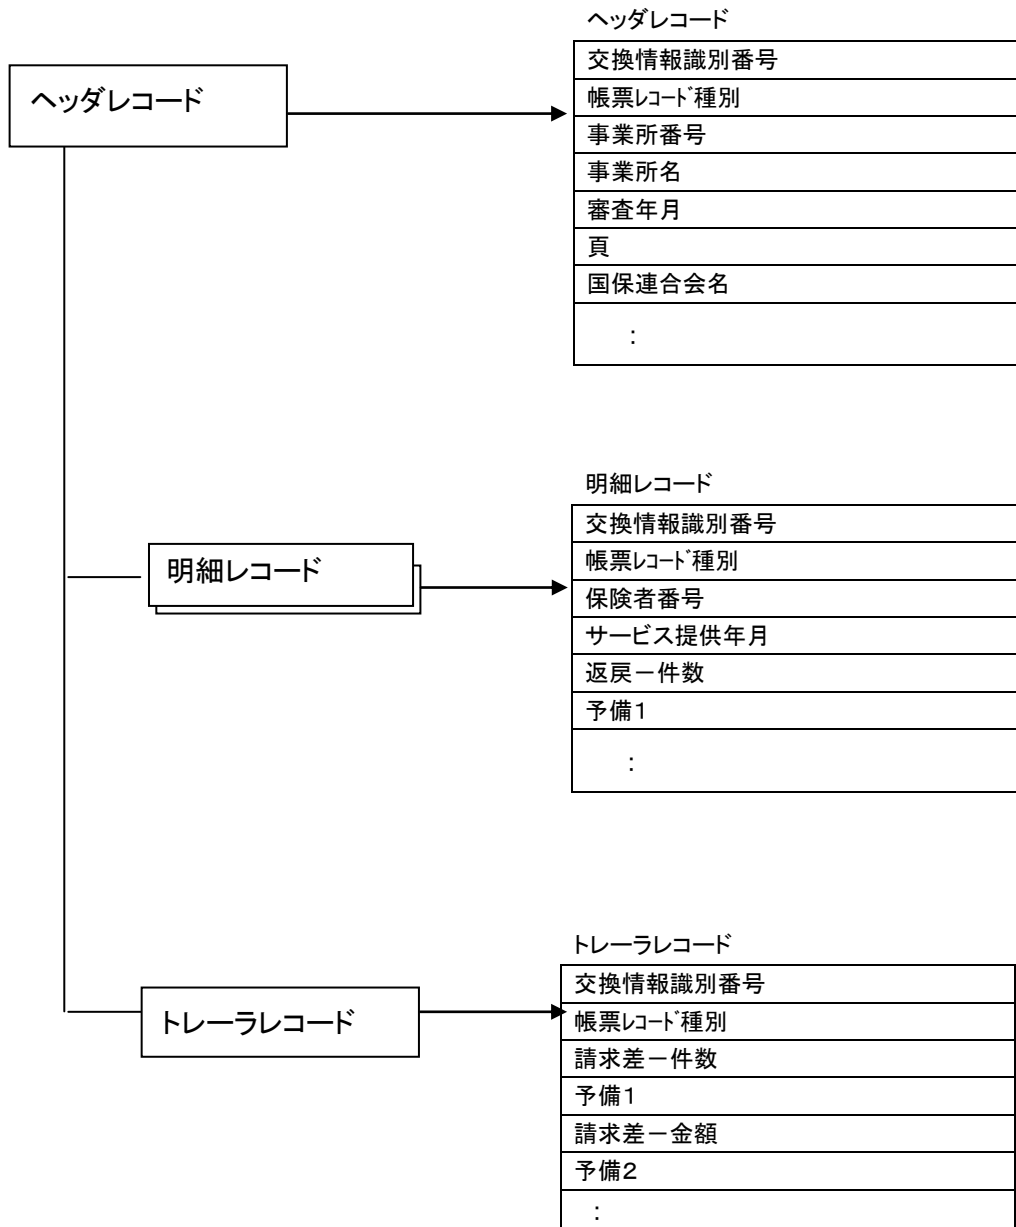 ヘッダレコード
ヘッダレコード
交換情報識別番号
帳票ﾚｺｰﾄﾞ種別
事業所番号
事業所名
審査年月
頁
国保連合会名
：
明細レコード
明細レコード
交換情報識別番号
帳票ﾚｺｰﾄﾞ種別
保険者番号
サービス提供年月
返戻－件数
予備１
：
トレーラレコード
トレーラレコード
交換情報識別番号
帳票ﾚｺｰﾄﾞ種別
請求差－件数
予備１
請求差－金額
予備２
：